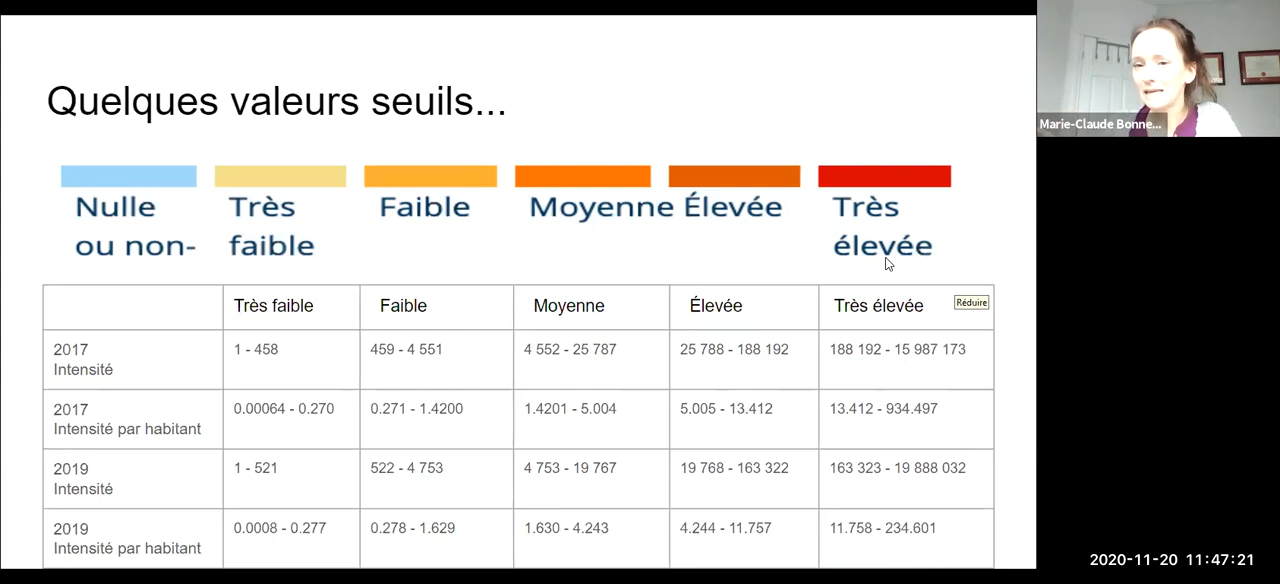 Quelques valeurs seuils...
Nulle
ou non-
Très
faible
Faible
Moyenne
Élevée
Très
élevée
Très faible
Faible
Moyenne
Élevée
Très élevée
Réduire
2017
Intensité
1 - 458
459 - 4 551
4 552 - 25 787
25 788 - 188 192
188 192 - 15 987 173
2017
Intensité par habitant
0.00064 - 0.270
0.271 - 1.4200
1.4201 - 5.004
5.005 - 13.412
13.412 - 934.497
2019
Intensité
1 - 521
522 - 4 753
4 753 - 19 767
19 768 - 163 322
163 323 - 19 888 032
2019
Intensité par habitant
0.0008 - 0.277
0.278 - 1.629
1.630 - 4.243
4.244 - 11.757
11.758 - 234.601
Marie-Claude Bonne...
2020-11-20 11:47:21